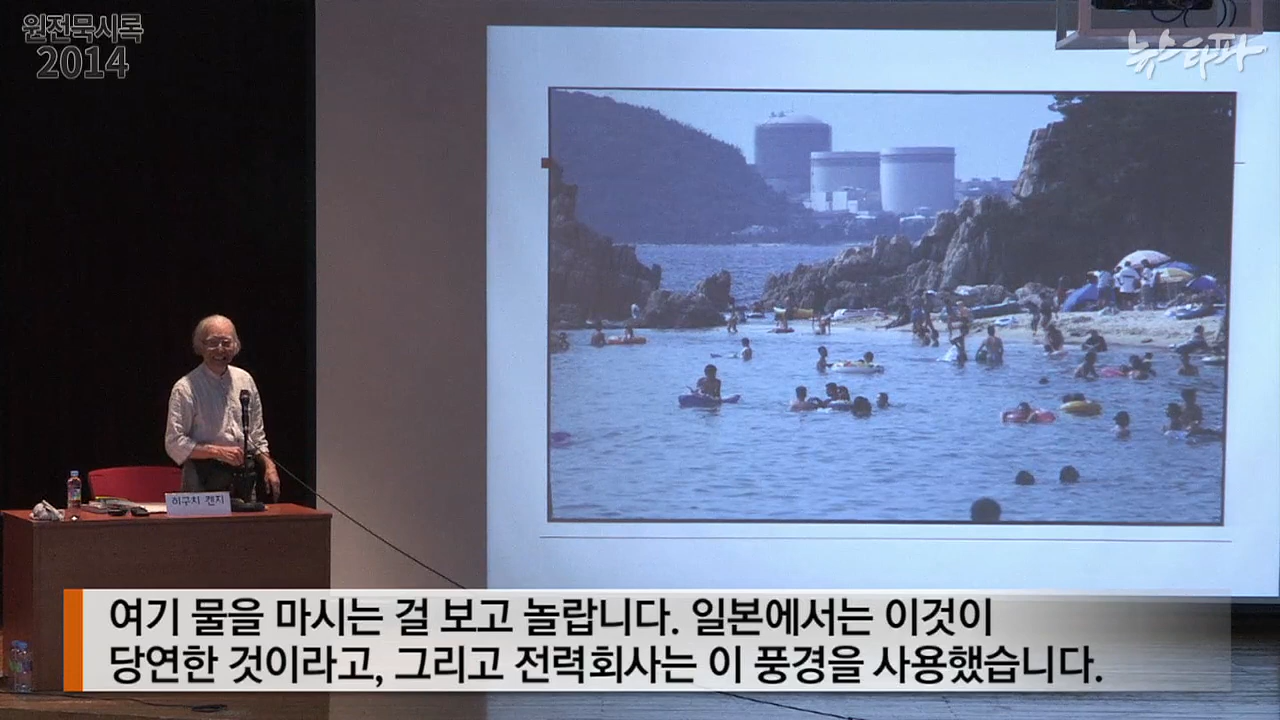 원전묵시록
2014
뉴스타파
히구치 켄지
여기 물을 마시는 걸 보고 놀랍니다. 일본에서는 이것이
당연한 것이라고, 그리고 전력회사는 이 풍경을 사용했습니다.